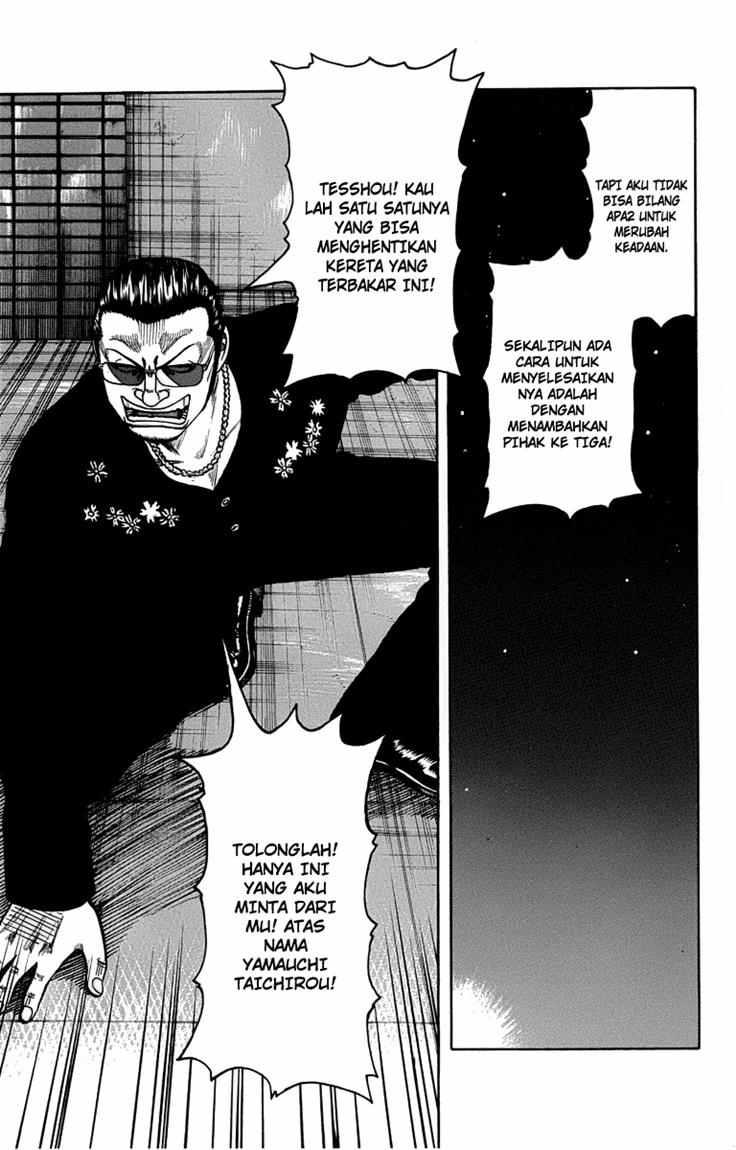 TAPI AKU TIDAK
BISA BILANG
APA2 UNTUK
MERUBAH
KEADAAN.
SEKALIPUN ADA
CARA UNTUK
MENYELESAIKAN
NYA ADALAH
DENGAN
MENAMBAHKAN
PIHAK KE TIGA!
TESSHOU! KAU
LAH SATU SATUNYA
YANG BISA
MENGHENTIKAN
KERETA YANG
TERBAKAR INI!
TOLONGLAH!
HANYA INI
YANG AKU
MINTA DARI
MU! ATAS
NAMA
YAMAUCHI
TAICHIROU!